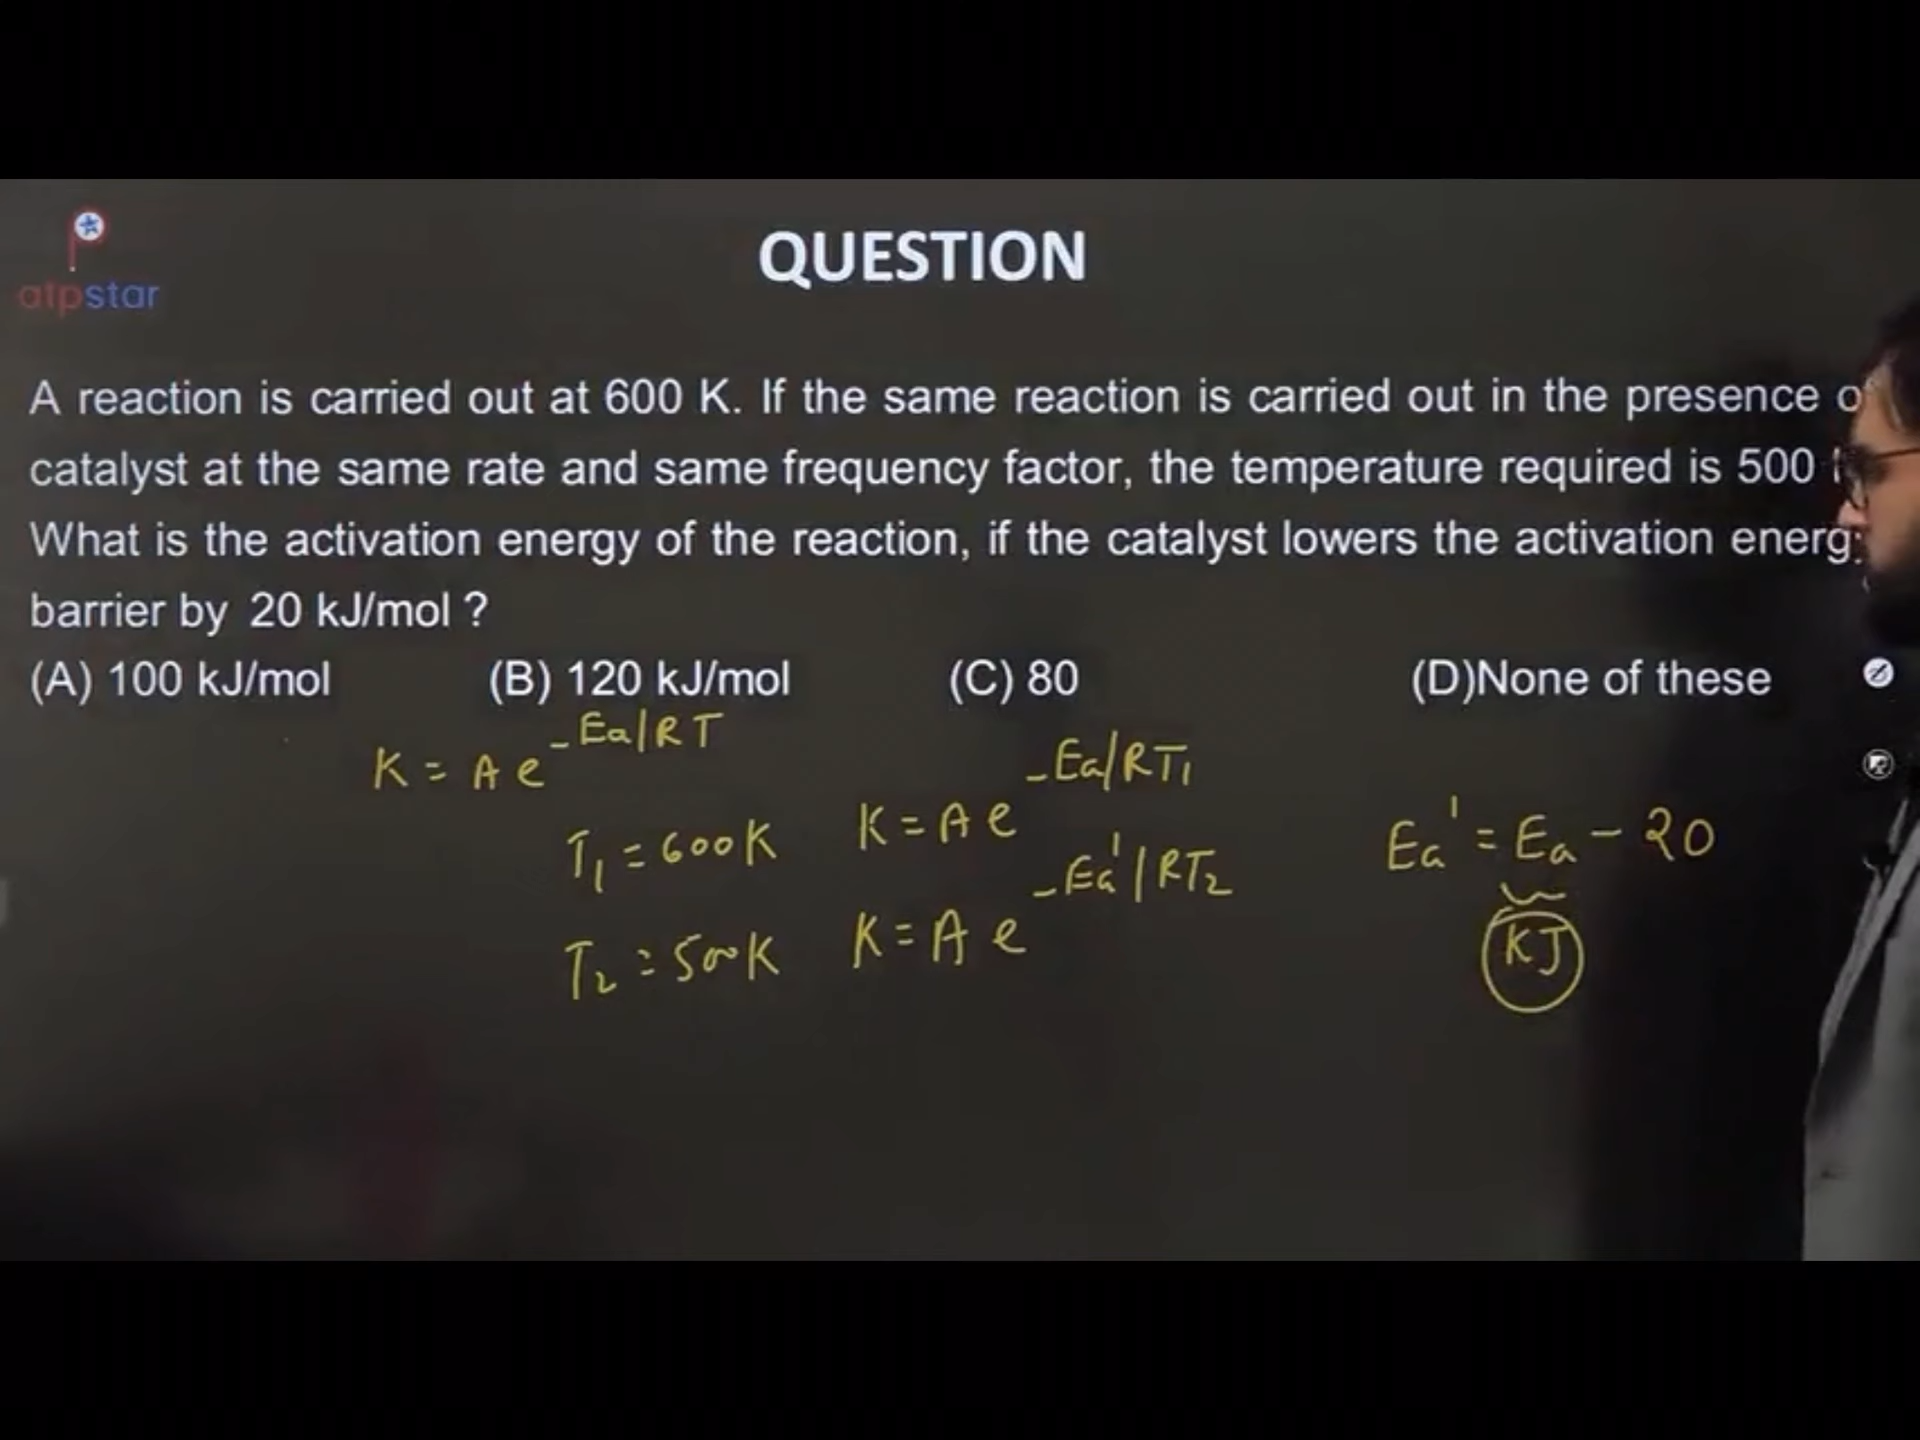 atpstar
QUESTION
A reaction is carried out at 600 K. If the same reaction is carried out in the presence
catalyst at the same rate and same frequency factor, the temperature required is 500
What is the activation energy of the reaction, if the catalyst lowers the activation
barrier by 20 kJ/mol ?
(A) 100 kJ/mol (B) 120 kJ/mol (C) 80 (D)None of these
K = A e^-Ea/RT
T₁ = 600K K = A e^-Ea/RT₁ Ea' = Ea - 20
KJ
T₂ = 500K K = A e^-Ea'/RT₂